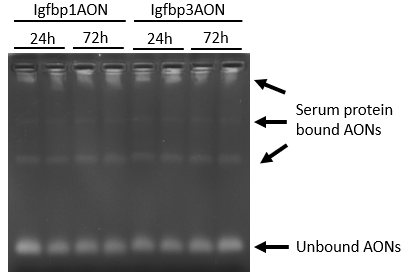 Igfbp1AON Igfbp3AON
24h 72h 24h 72h
Serum protein
bound AONs
Unbound AONs